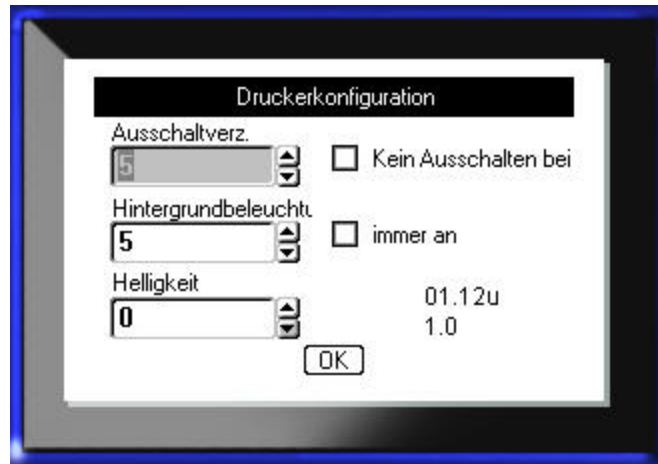 Druckerkonfiguration
Ausschaltverz.
5
Kein Ausschalten bei
Hintergrundbeleuchtu
5
immer an
Helligkeit
0
01.12u
1.0
OK